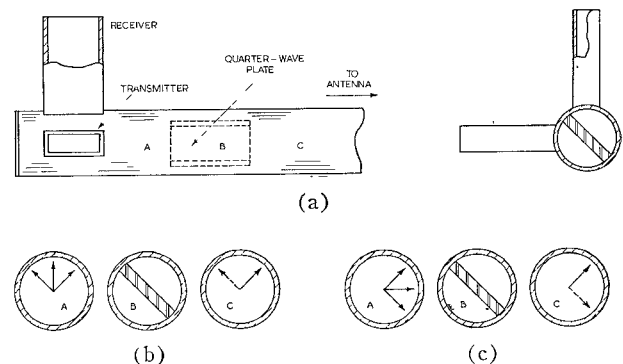 RECEIVER
TRANSMITTER
QUARTER-WAVE
PLATE
TO
ANTENNA
A
B
C
(a)
A
B
C
A
B
C
(b)
(c)